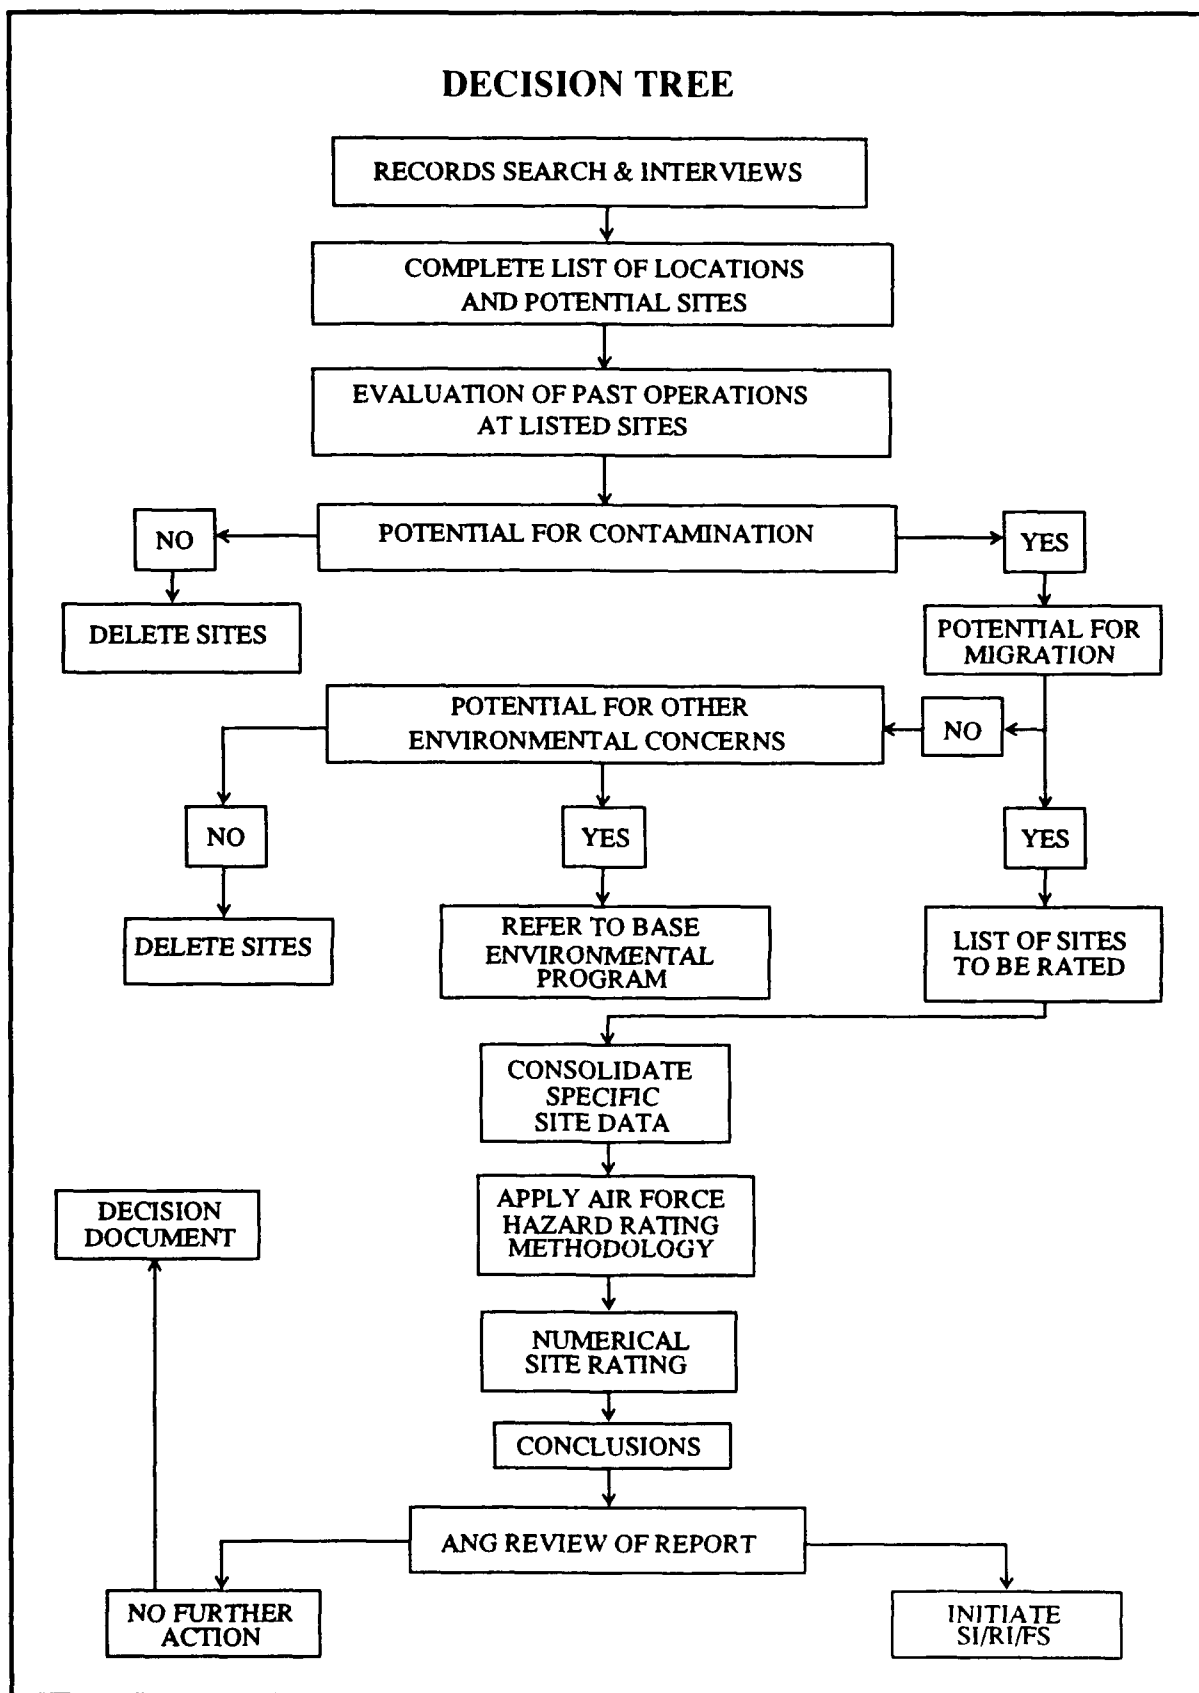 DECISION TREE
RECORDS SEARCH & INTERVIEWS
COMPLETE LIST OF LOCATIONS
AND POTENTIAL SITES
EVALUATION OF PAST OPERATIONS
AT LISTED SITES
NO
POTENTIAL FOR CONTAMINATION
YES
DELETE SITES
POTENTIAL FOR
MIGRATION
POTENTIAL FOR OTHER
ENVIRONMENTAL CONCERNS
NO
NO
YES
YES
DELETE SITES
REFER TO BASE
ENVIRONMENTAL
PROGRAM
LIST OF SITES
TO BE RATED
CONSOLIDATE
SPECIFIC
SITE DATA
DECISION
DOCUMENT
APPLY AIR FORCE
HAZARD RATING
METHODOLOGY
NUMERICAL
SITE RATING
CONCLUSIONS
ANG REVIEW OF REPORT
NO FURTHER
ACTION
INITIATE
SI/RI/FS